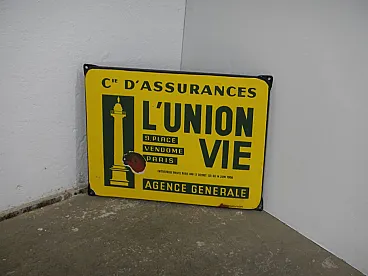 Cie D'ASSURANCES
L'UNION
VIE
9, PLACE
VENDOME
PARIS
AGENCE GENERALE